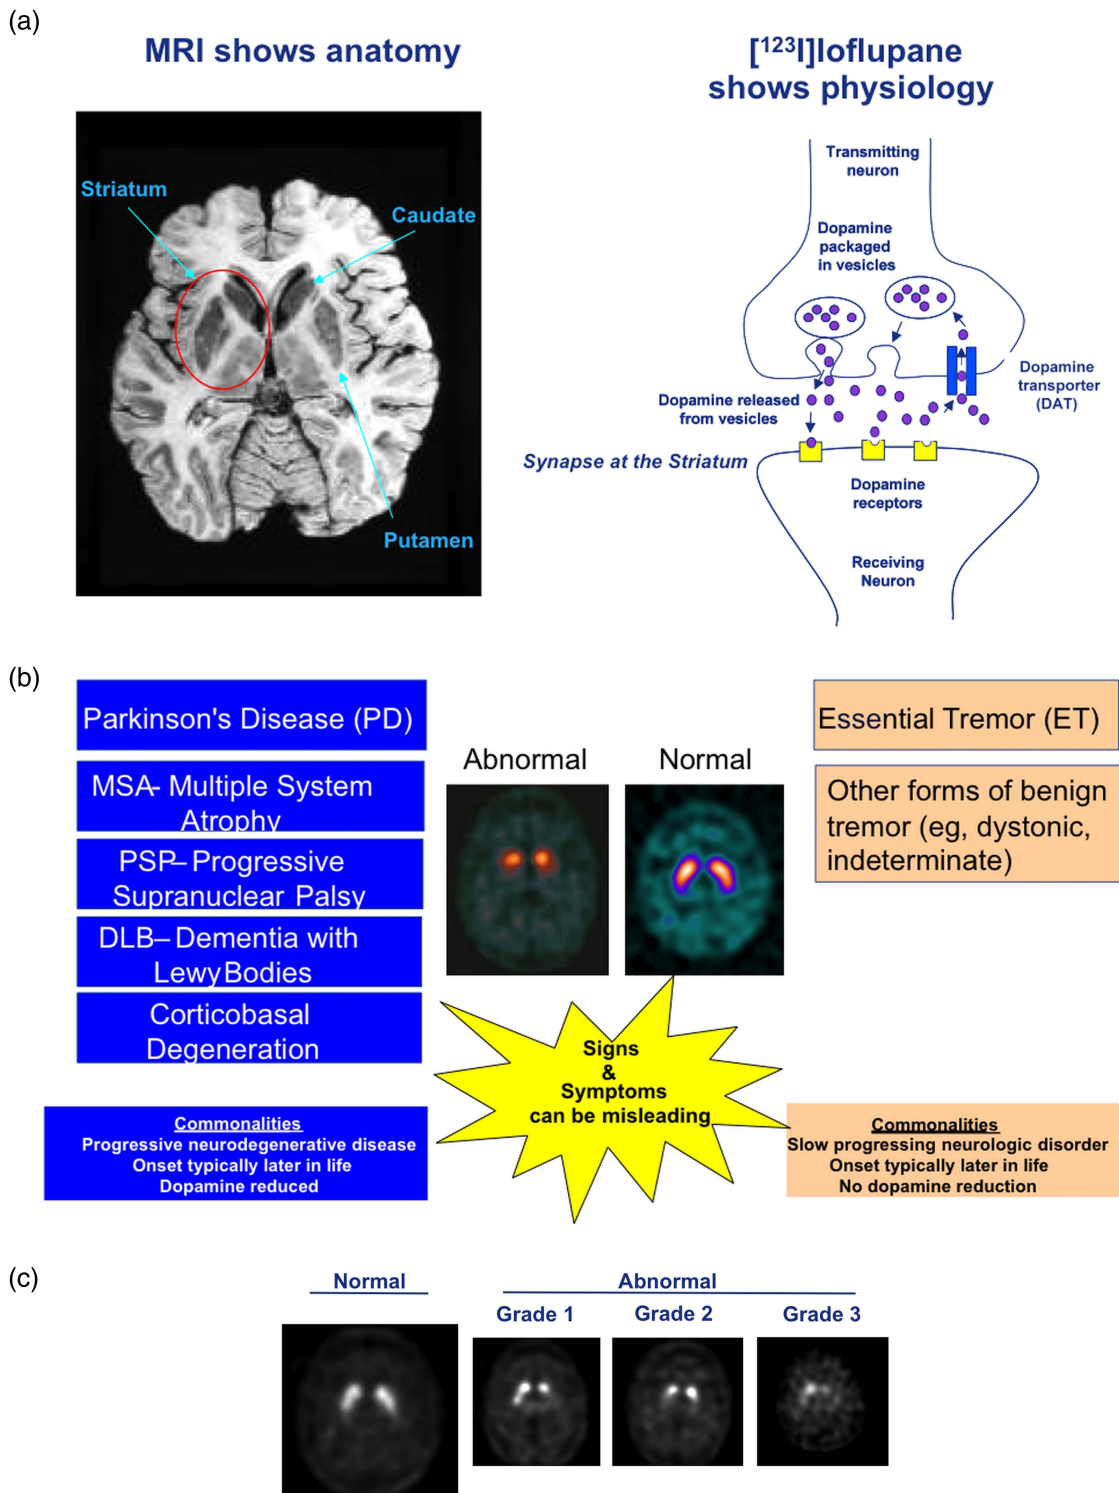 (a)
MRI shows anatomy
Striatum
Caudate
Putamen
[¹²³I]Ioflupane
shows physiology
Transmitting
neuron
Dopamine
packaged
in vesicles
Dopamine
transporter
(DAT)
Dopamine released
from vesicles
Synapse at the Striatum
Dopamine
receptors
Receiving
Neuron
(b)
Parkinson's Disease (PD)
MSA- Multiple System
Atrophy
PSP–Progressive
Supranuclear Palsy
DLB–Dementia with
Lewy Bodies
Corticobasal
Degeneration
Commonalities
Progressive neurodegenerative disease
Onset typically later in life
Dopamine reduced
Abnormal
Normal
Signs
&
Symptoms
can be misleading
Essential Tremor (ET)
Other forms of benign
tremor (eg, dystonic,
indeterminate)
Commonalities
Slow progressing neurologic disorder
Onset typically later in life
No dopamine reduction
(c)
Normal
Abnormal
Grade 1
Grade 2
Grade 3